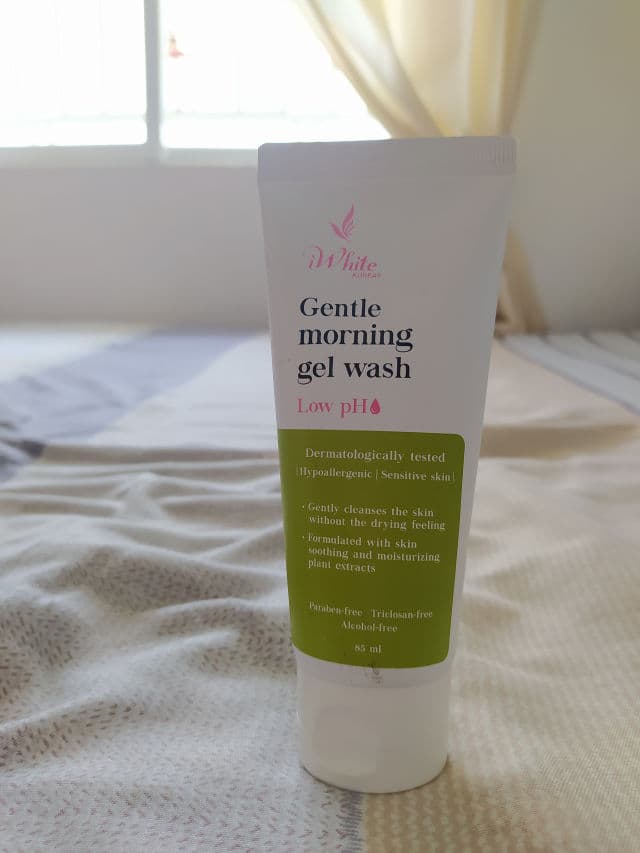 iWhite
KOREA
Gentle
morning
gel wash
Low pH
Dermatologically tested
|Hypoallergenic | Sensitive skin|
· Gently cleanses the skin
without the drying feeling
· Formulated with skin
soothing and moisturizing
plant extracts
Paraben-free Triclosan-free
Alcohol-free
85 ml